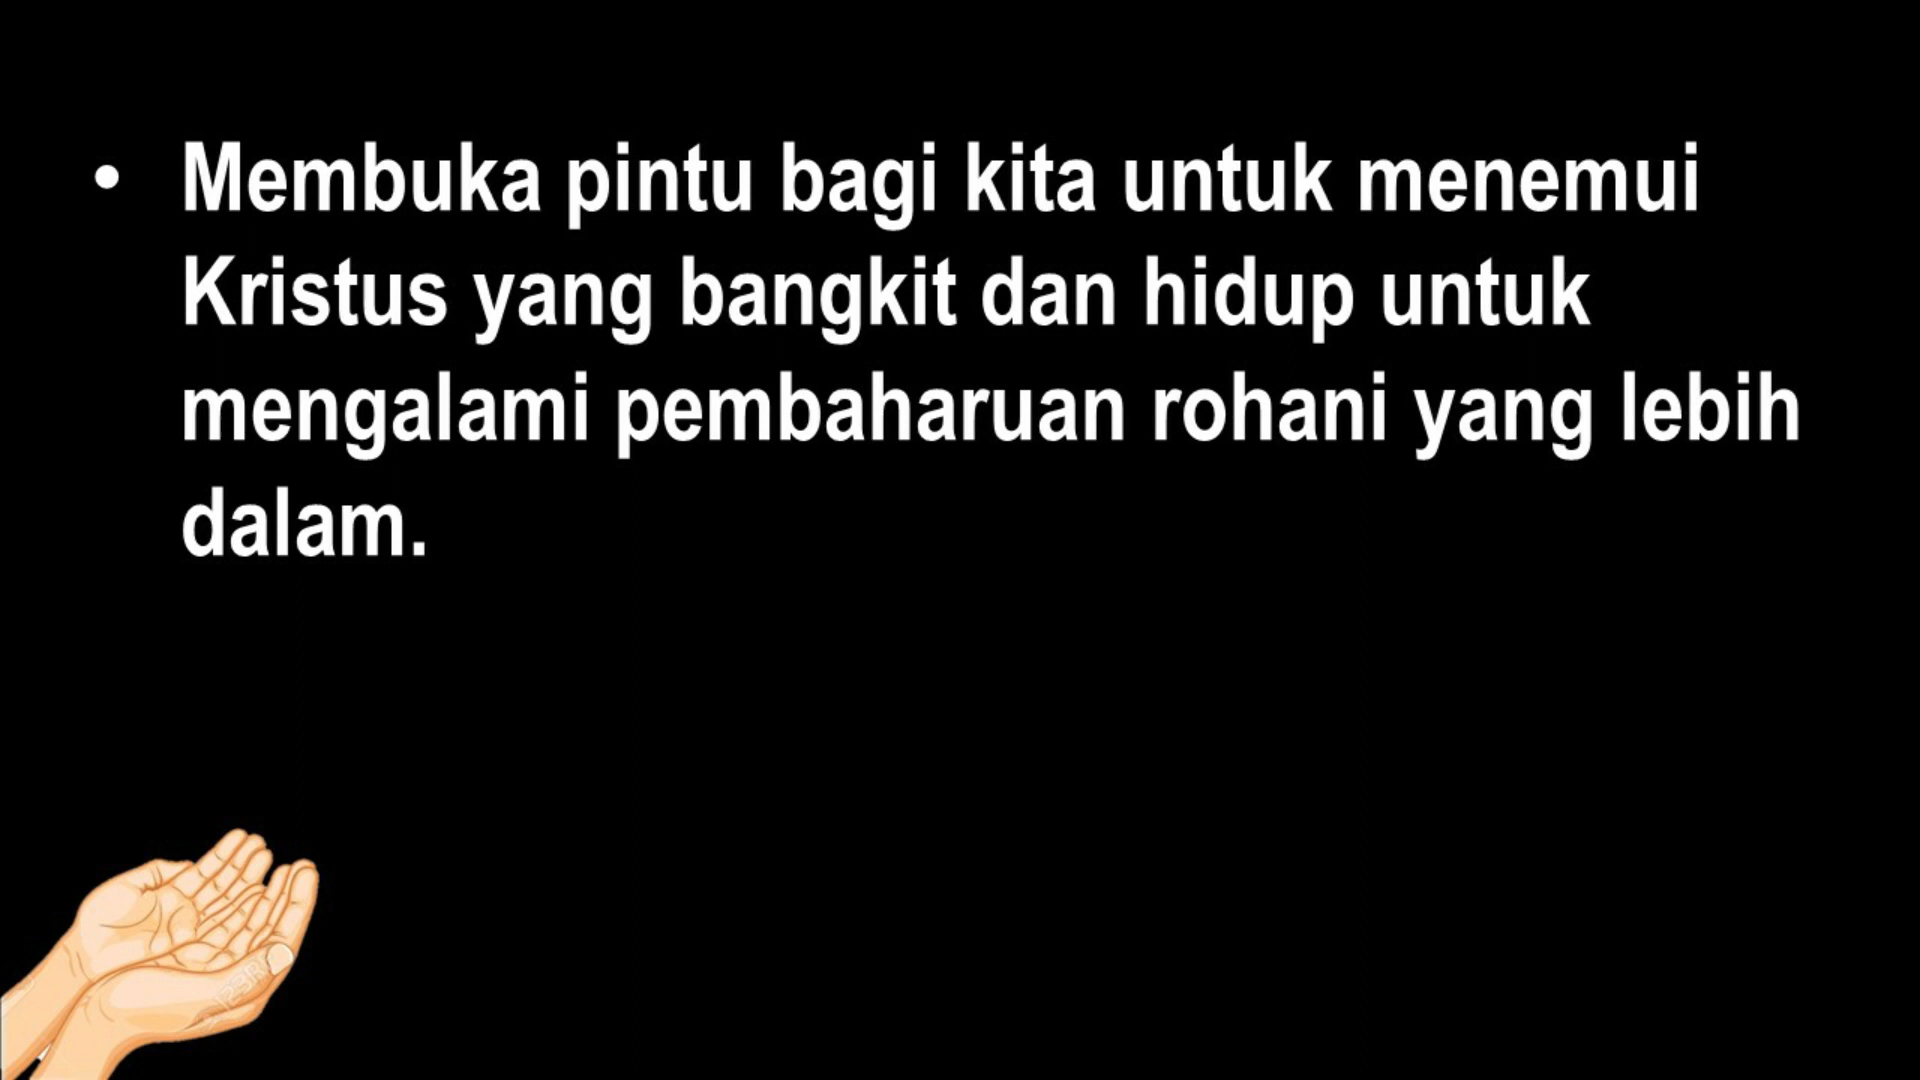 • Membuka pintu bagi kita untuk menemui
Kristus yang bangkit dan hidup untuk
mengalami pembaharuan rohani yang lebih
dalam.